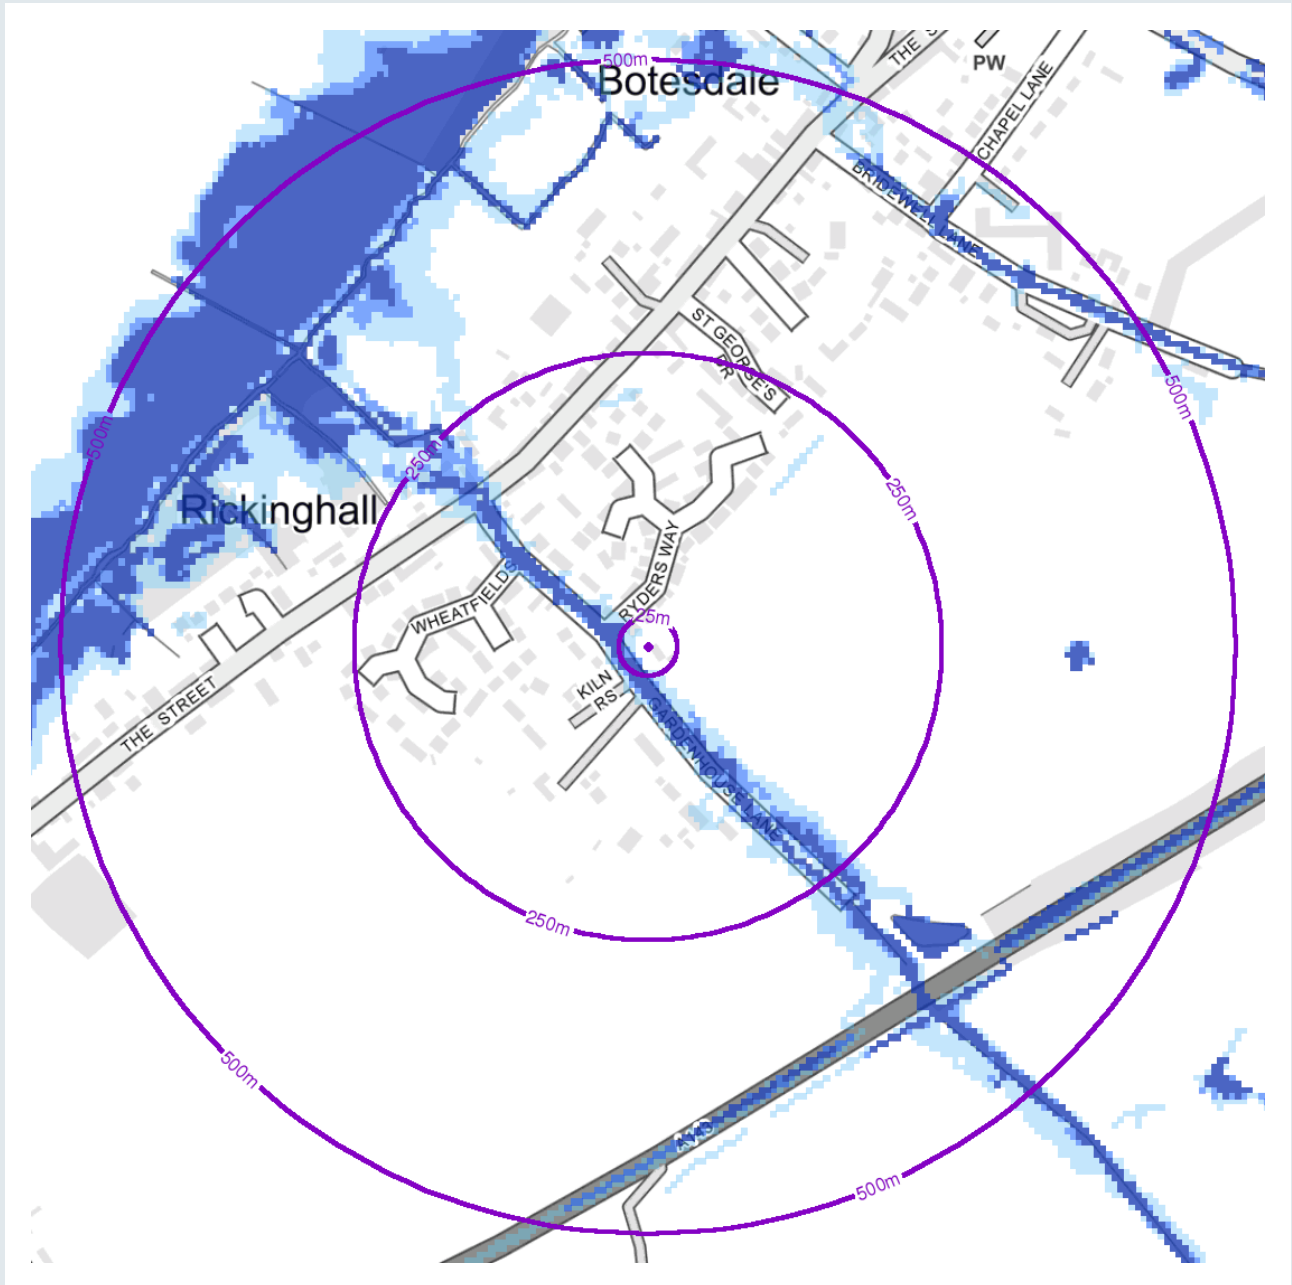 THE S
PW
500m
Botesdale
CHAPEL LANE
BRIDEWELL LANE
ST GEORGE'S
DR
500m
500m
250m
250m
Rickinghall
RYDERS WAY
WHEATFIELDS
25m
KILN
RS
THE STREET
GARDENHOUSE LANE
250m
500m
A143
500m